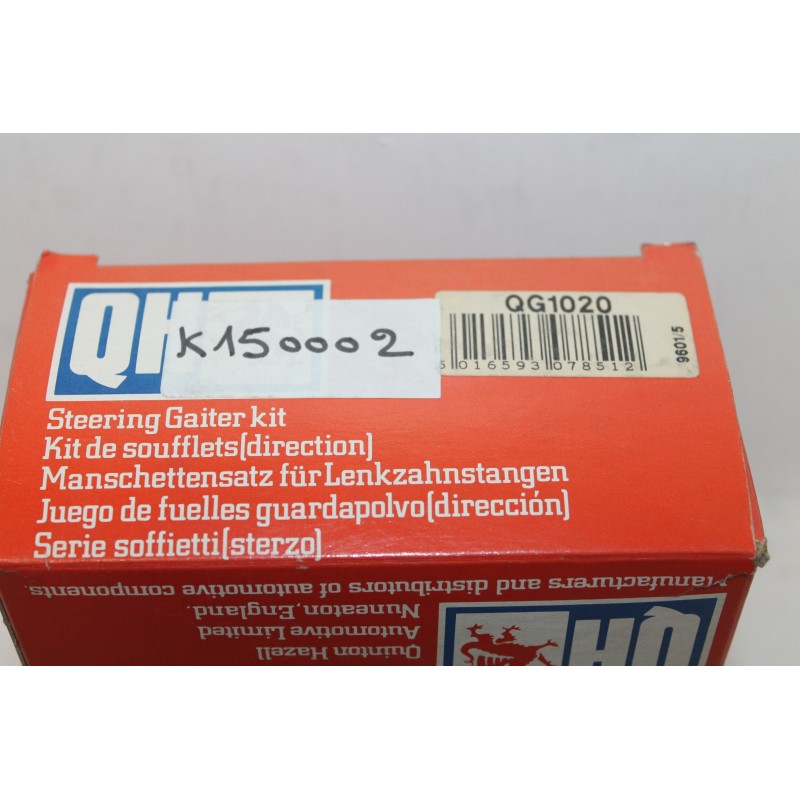 QH
K150002
QG1020
5 016593 078512
9601/5
Steering Gaiter kit
Kit de soufflets(direction)
Manschettensatz für Lenkzahnstangen
Juego de fuelles guardapolvo(dirección)
Serie soffietti(sterzo)
Manufacturers and distributors of automotive components.
Nuneaton, England.
Automotive Limited
Quinton Hazell
QH